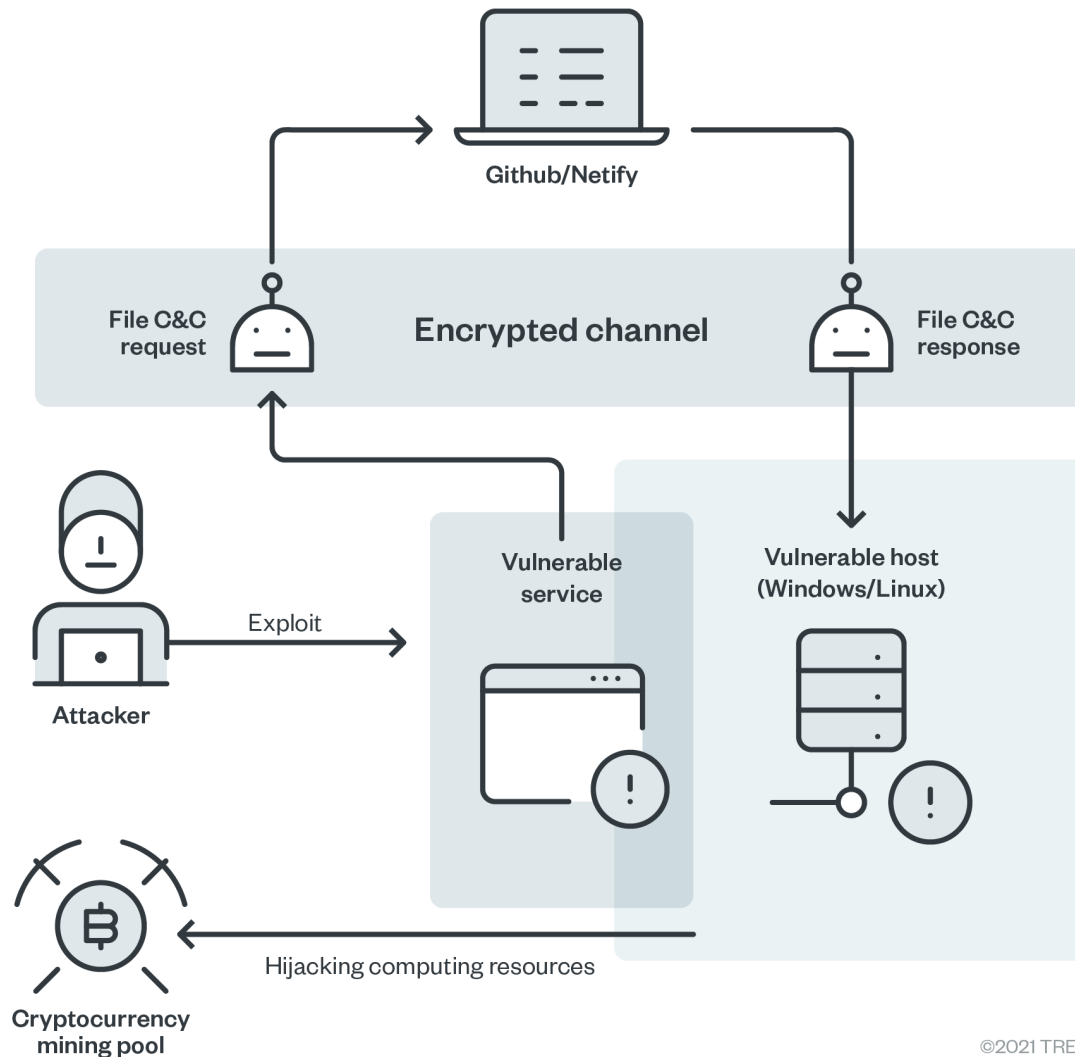 Github/Netify
File C&C
request
Encrypted channel
File C&C
response
Vulnerable
service
Vulnerable host
(Windows/Linux)
Exploit
Attacker
Hijacking computing resources
Cryptocurrency
mining pool
©2021 TRE